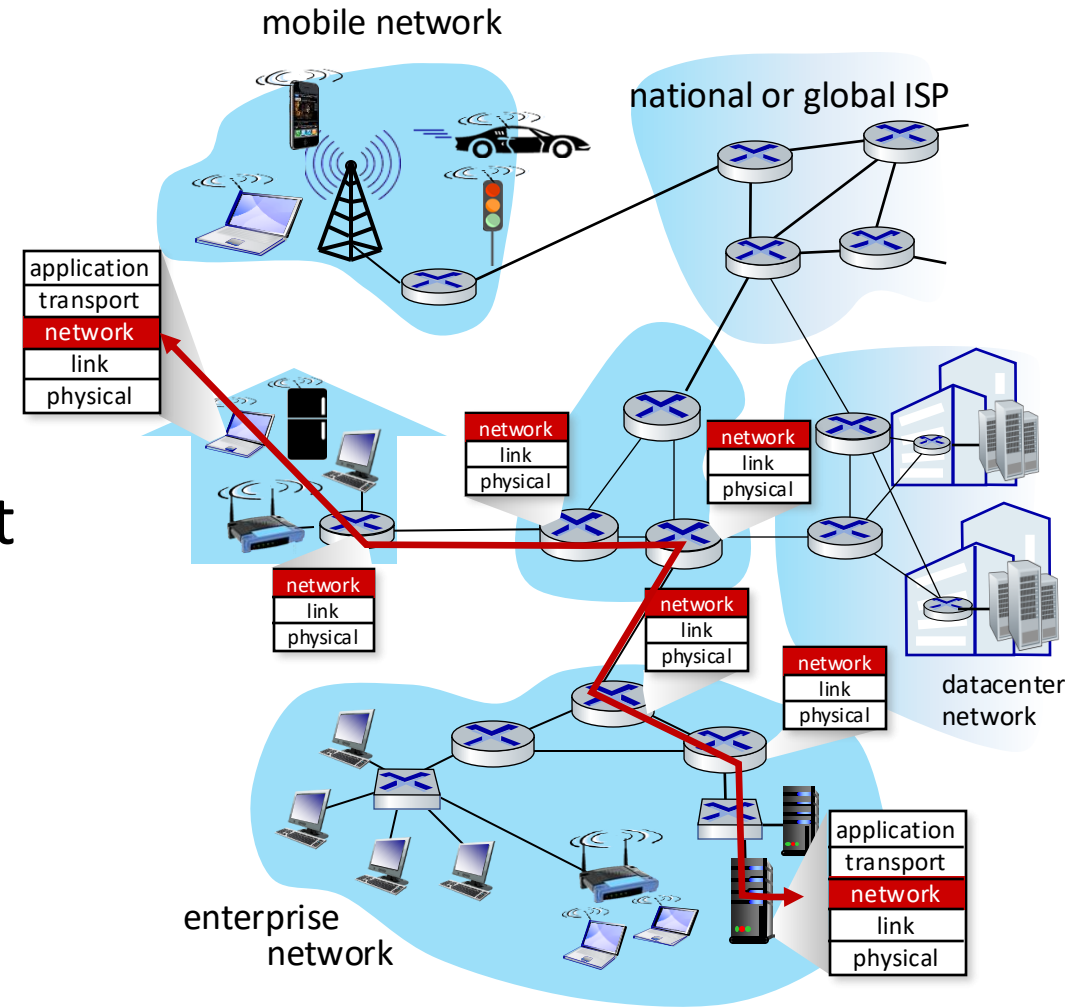 mobile network
national or global ISP
application
transport
network
link
physical
network
link
physical
network
link
physical
t
network
link
physical
network
link
physical
network
link
physical
datacenter
network
application
transport
network
link
physical
enterprise
network